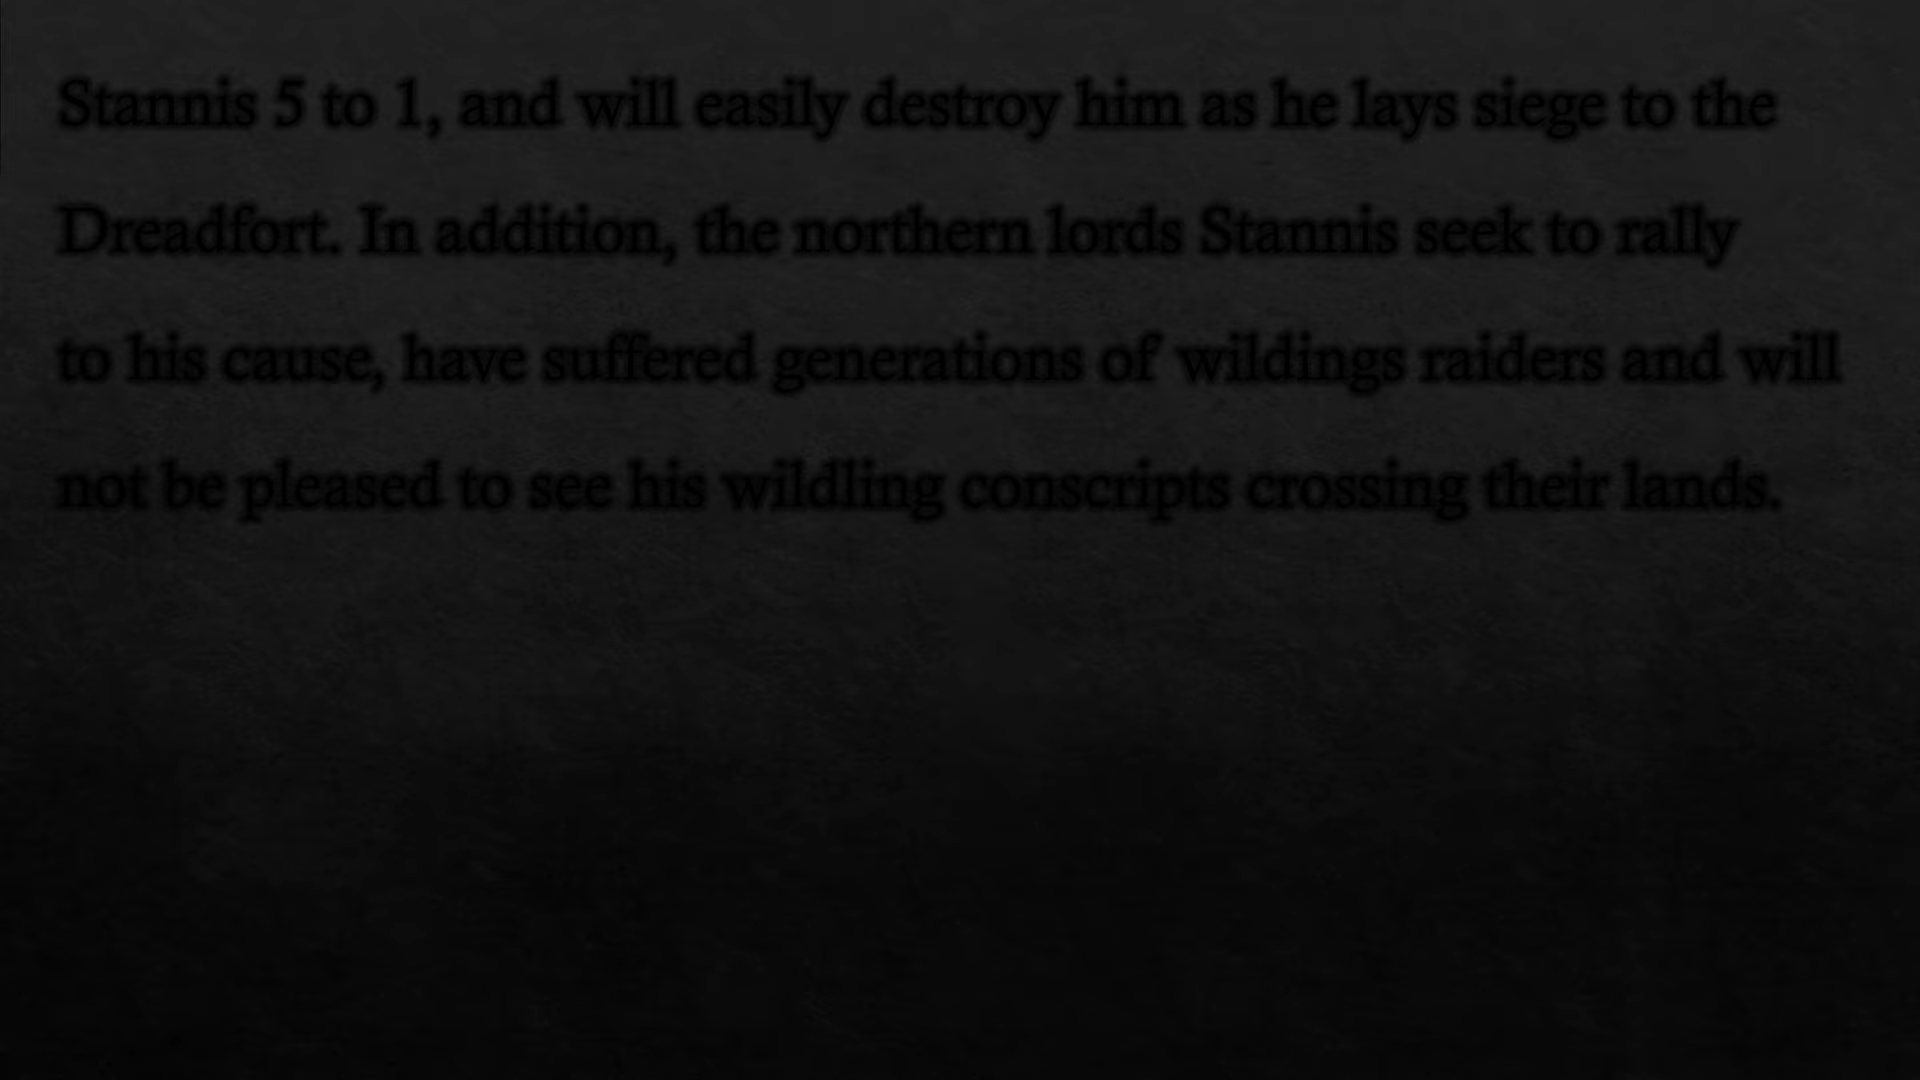 Stannis 5 to 1, and will easily destroy him as he lays siege to the
Dreadfort. In addition, the northern lords Stannis seek to rally
to his cause, have suffered generations of wildings raiders and will
not be pleased to see his wildling conscripts crossing their lands.